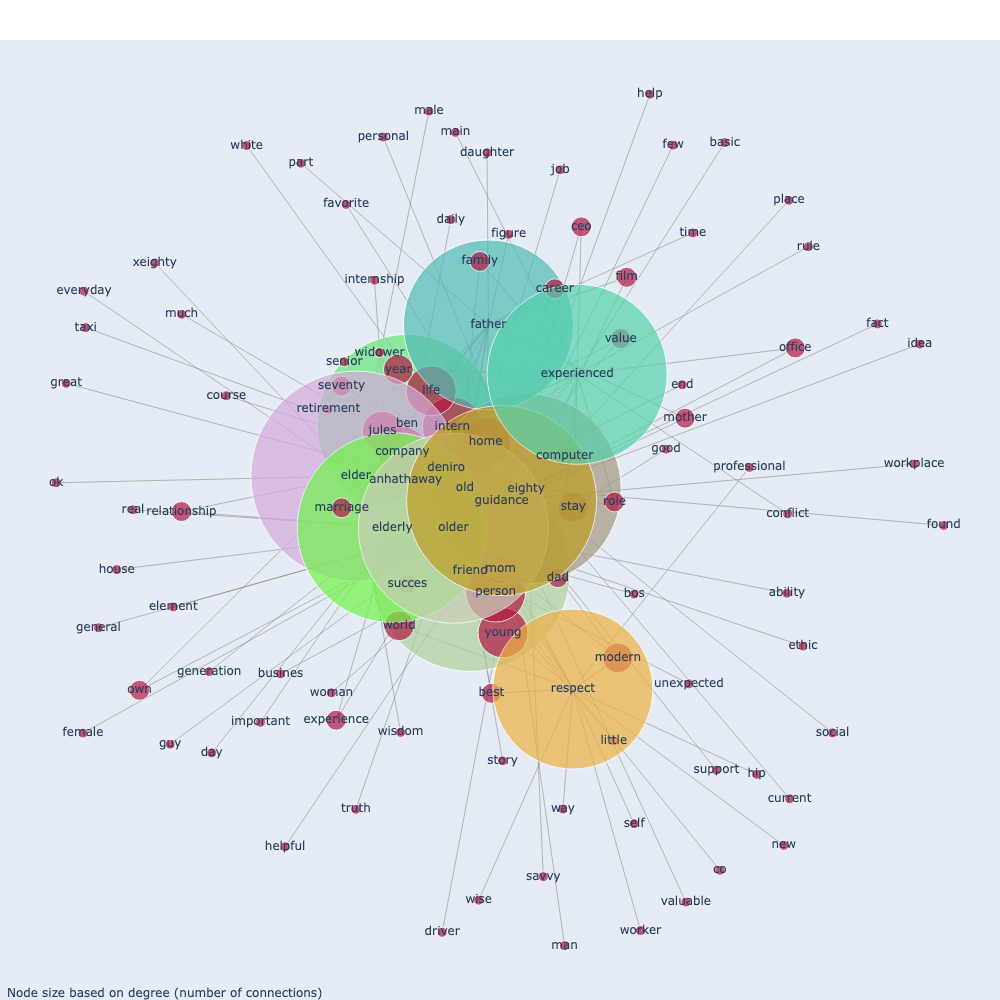 help
male
main
personal
white
daughter
few
basic
part
job
place
favorite
daily
figure
ceo
time
rule
xeighty
family
internship
film
career
everyday
much
father
fact
taxi
value
idea
office
widower
senior
year
experienced
great
seventy
life
end
course
retirement
mother
ben
jules
intern
home
good
company
computer
workplace
deniro
professional
elder
anhathaway
ox
old
eighty
guidance
role
marriage
stay
real
relationship
conflict
found
elderly
older
house
friend
mom
dad
succes
person
bos
ability
element
general
world
young
ethic
modern
generation
busines
unexpected
own
woman
best
respect
important
experience
female
wisdom
social
guy
day
little
story
support
hip
current
truth
way
self
helpful
new
co
savvy
wise
valuable
driver
worker
man
Node size based on degree (number of connections)